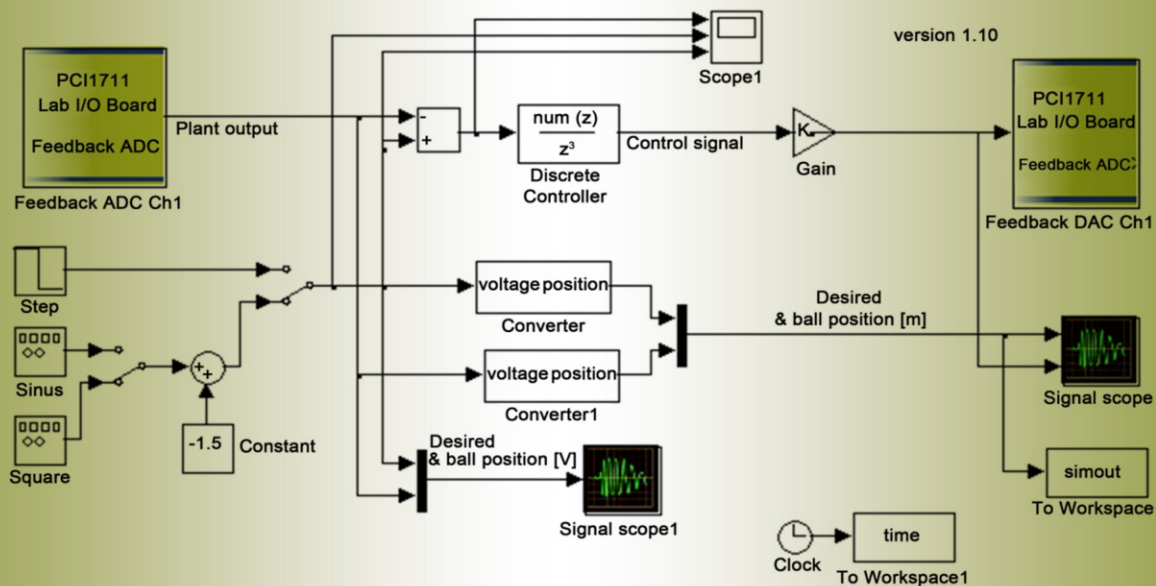 version 1.10
Scope1
PCI1711
Lab I/O Board
Feedback ADC
Feedback ADC Ch1
Plant output
-
+
num (z)
z³
Discrete
Controller
Control signal
K
Gain
PCI1711
Lab I/O Board
Feedback ADC
Feedback DAC Ch1
Step
voltage position
Converter
Desired
& ball position [m]
Sinus
+
+
voltage position
Converter1
Signal scope
Square
-1.5
Constant
Desired
& ball position [V]
Signal scope1
simout
To Workspace
Clock
time
To Workspace1